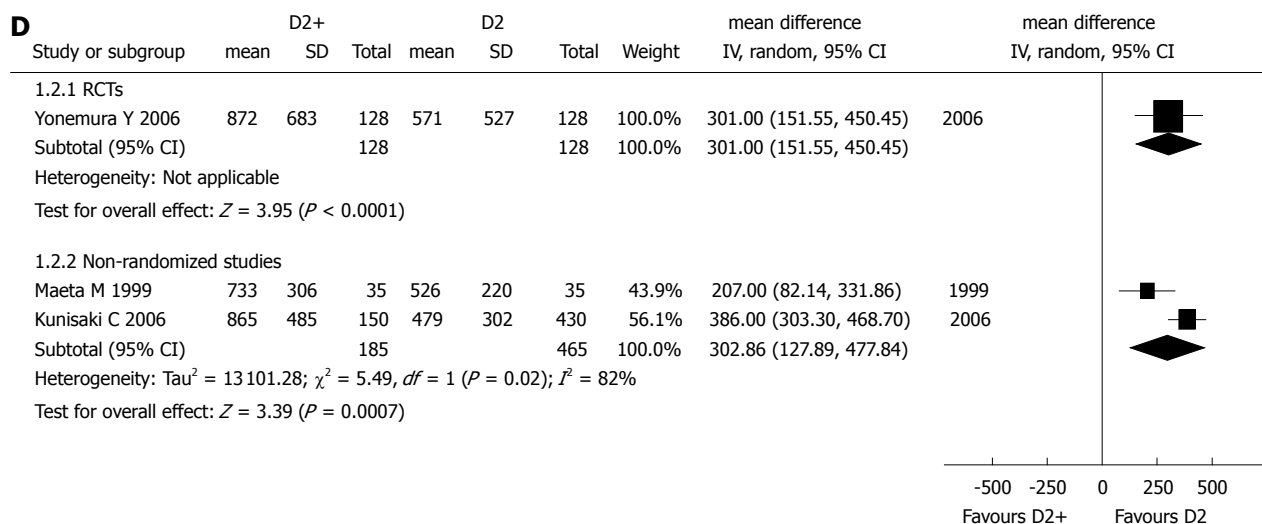 D
D2+ D2 mean difference mean difference
Study or subgroup mean SD Total mean SD Total Weight IV, random, 95% CI IV, random, 95% CI
1.2.1 RCTs
Yonemura Y 2006 872 683 128 571 527 128 100.0% 301.00 (151.55, 450.45) 2006
Subtotal (95% CI) 128 128 100.0% 301.00 (151.55, 450.45)
Heterogeneity: Not applicable
Test for overall effect: Z = 3.95 (P < 0.0001)
1.2.2 Non-randomized studies
Maeta M 1999 733 306 35 526 220 35 43.9% 207.00 (82.14, 331.86) 1999
Kunisaki C 2006 865 485 150 479 302 430 56.1% 386.00 (303.30, 468.70) 2006
Subtotal (95% CI) 185 465 100.0% 302.86 (127.89, 477.84)
Heterogeneity: Tau² = 13 101.28; χ² = 5.49, df = 1 (P = 0.02); I² = 82%
Test for overall effect: Z = 3.39 (P = 0.0007)
-500 -250 0 250 500
Favours D2+ Favours D2